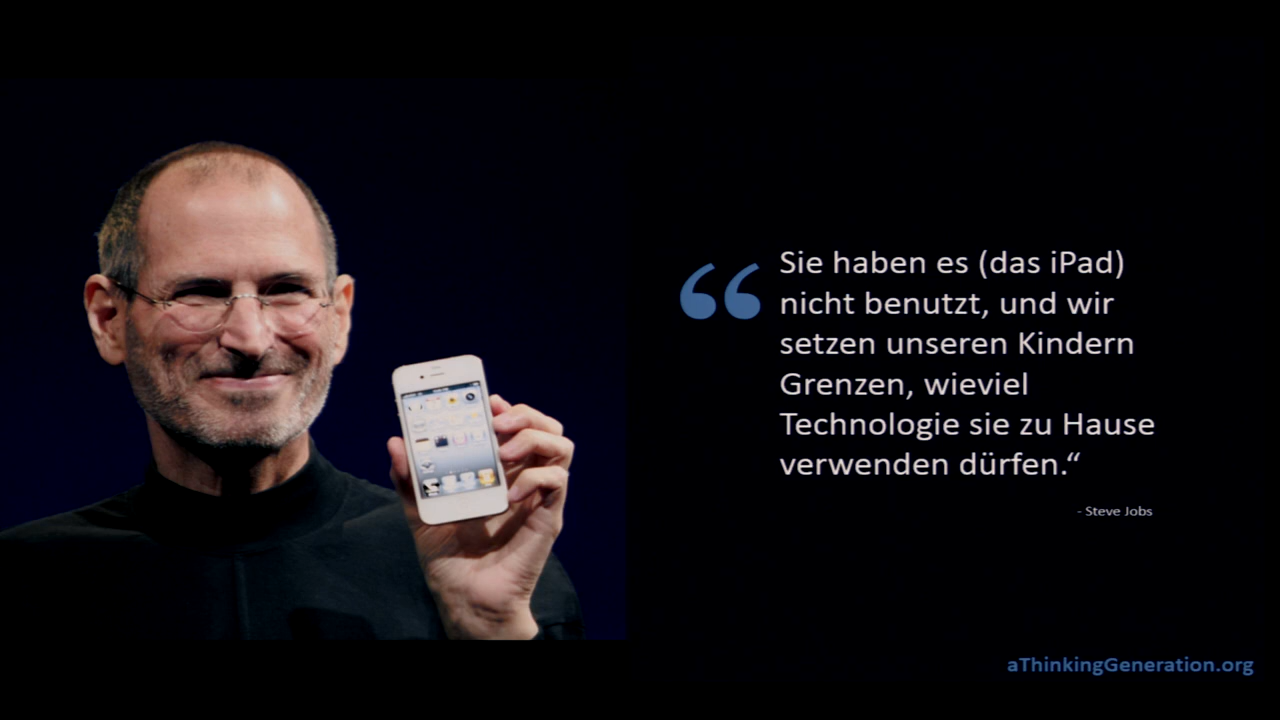 “
Sie haben es (das iPad)
nicht benutzt, und wir
setzen unseren Kindern
Grenzen, wieviel
Technologie sie zu Hause
verwenden dürfen.“
- Steve Jobs
aThinkingGeneration.org